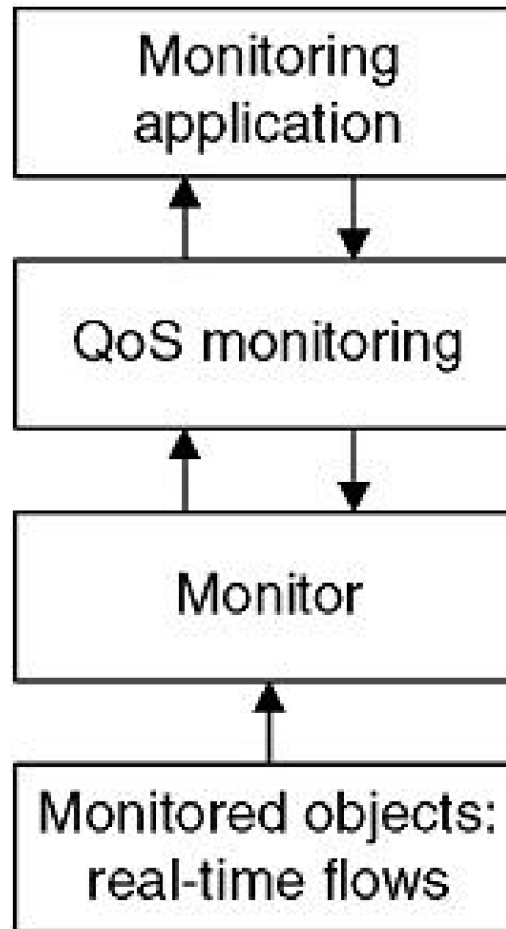 Monitoring
application
QoS monitoring
Monitor
Monitored objects:
real-time flows